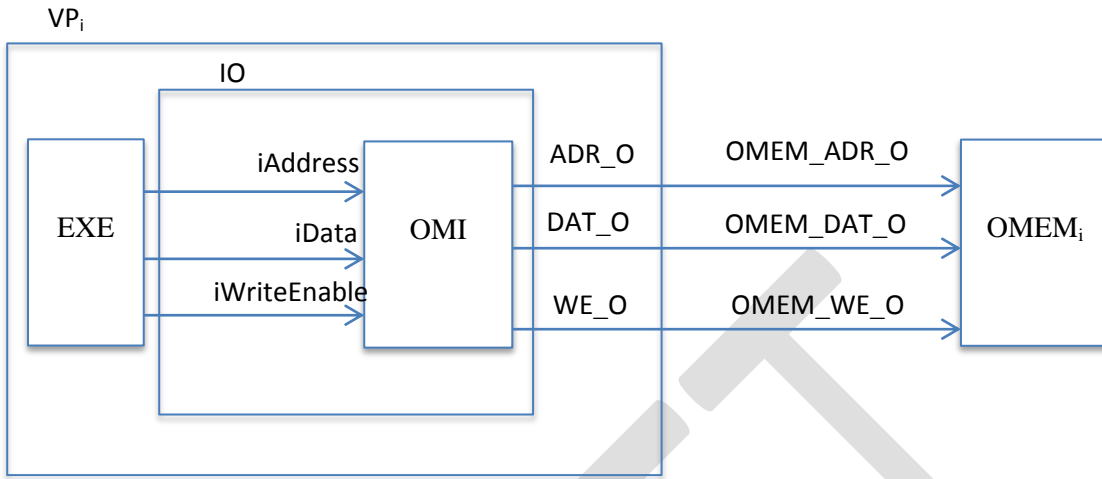 VPi
IO
iAddress
ADR_O
OMEM_ADR_O
EXE
iData
OMI
DAT_O
OMEM_DAT_O
OMEMi
iWriteEnable
WE_O
OMEM_WE_O